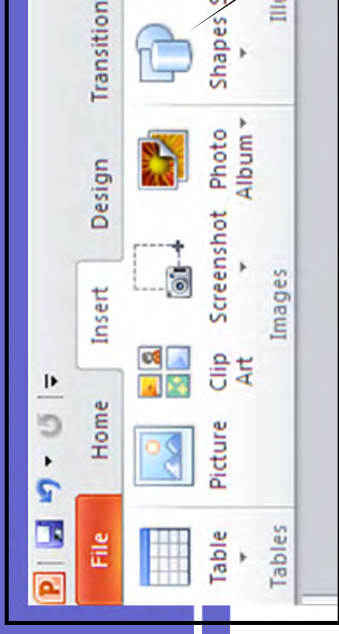 P
File Home Insert Design Transition
Table Picture Clip Art Screenshot Photo Album Shapes
Tables Images